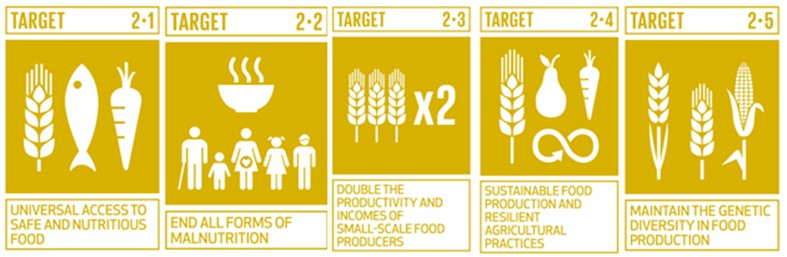 TARGET 2·1
UNIVERSAL ACCESS TO
SAFE AND NUTRITIOUS
FOOD
TARGET 2·2
END ALL FORMS OF
MALNUTRITION
TARGET 2·3
x2
DOUBLE THE
PRODUCTIVITY AND
INCOMES OF
SMALL-SCALE FOOD
PRODUCERS
TARGET 2·4
SUSTAINABLE FOOD
PRODUCTION AND
RESILIENT
AGRICULTURAL
PRACTICES
TARGET 2·5
MAINTAIN THE GENETIC
DIVERSITY IN FOOD
PRODUCTION